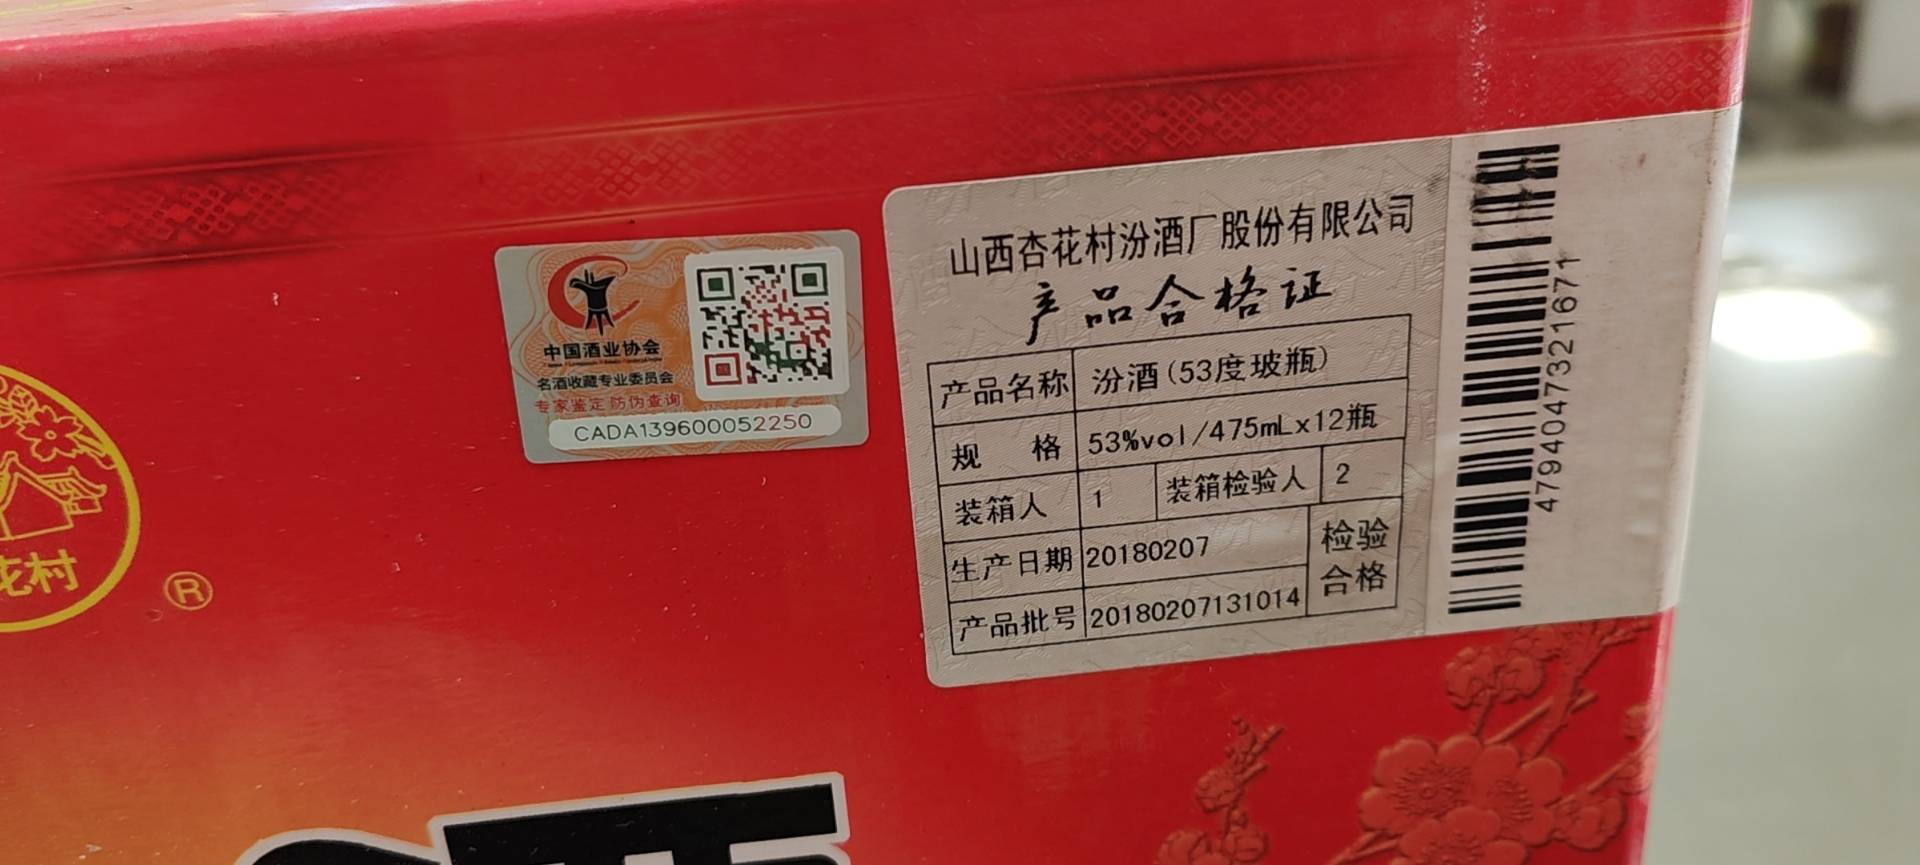 中国酒业协会
名酒收藏专业委员会
专家鉴定 防伪查询
CADA139600052250
山西杏花村汾酒厂股份有限公司
产品合格证
产品名称 汾酒(53度玻瓶)
规 格 53%vol/475mLx12瓶
装箱人 1 装箱检验人 2
生产日期 20180207
检验合格
产品批号 20180207131014
4794047321671
花村
®